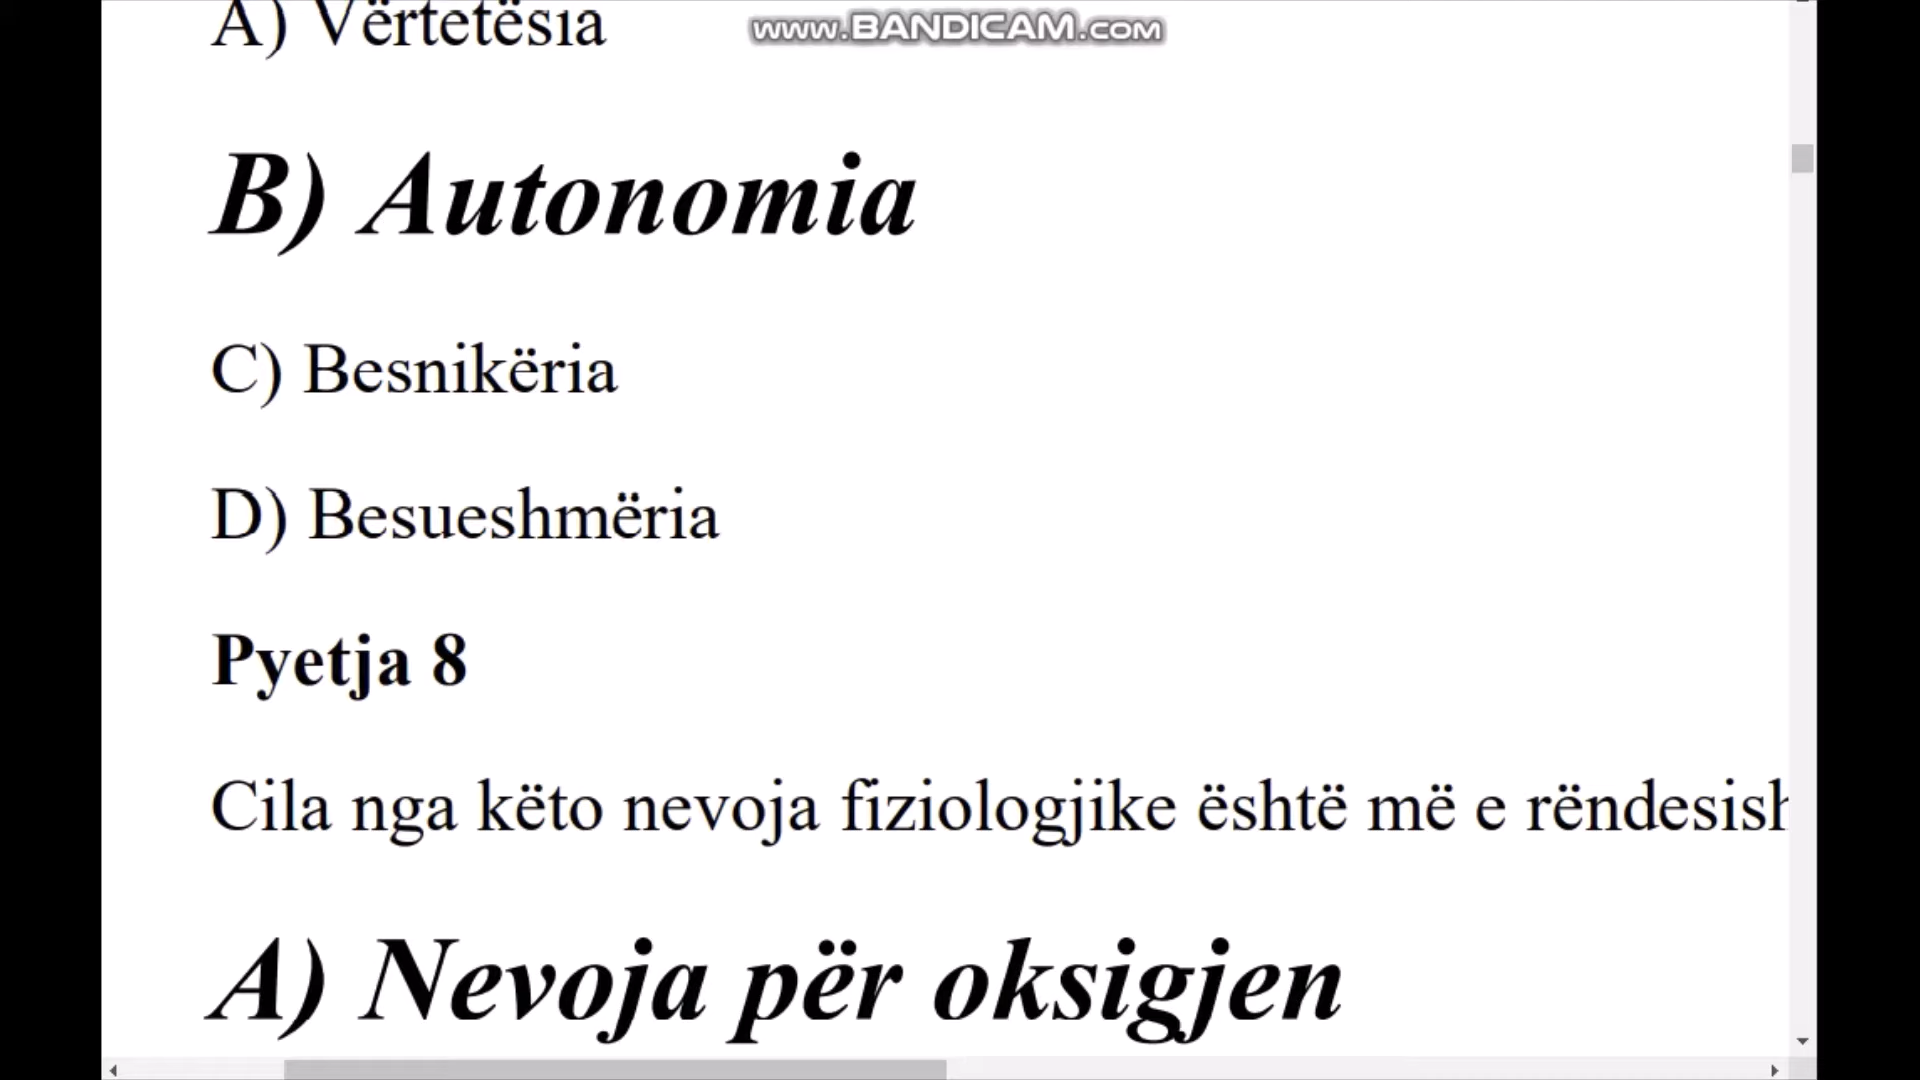 www.BANDICAM.com
A) Vërtetësia
B) Autonomia
C) Besnikëria
D) Besueshmëria
Pyetja 8
Cila nga këto nevoja fiziologjike është më e rëndesish
A) Nevoja për oksigjen